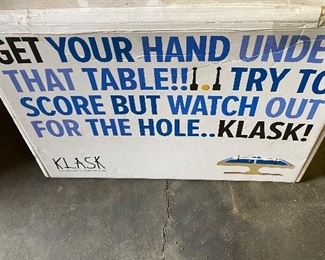 GET YOUR HAND UNDE
THAT TABLE!! TRY TO
SCORE BUT WATCH OUT
FOR THE HOLE..KLASK!
KLASK